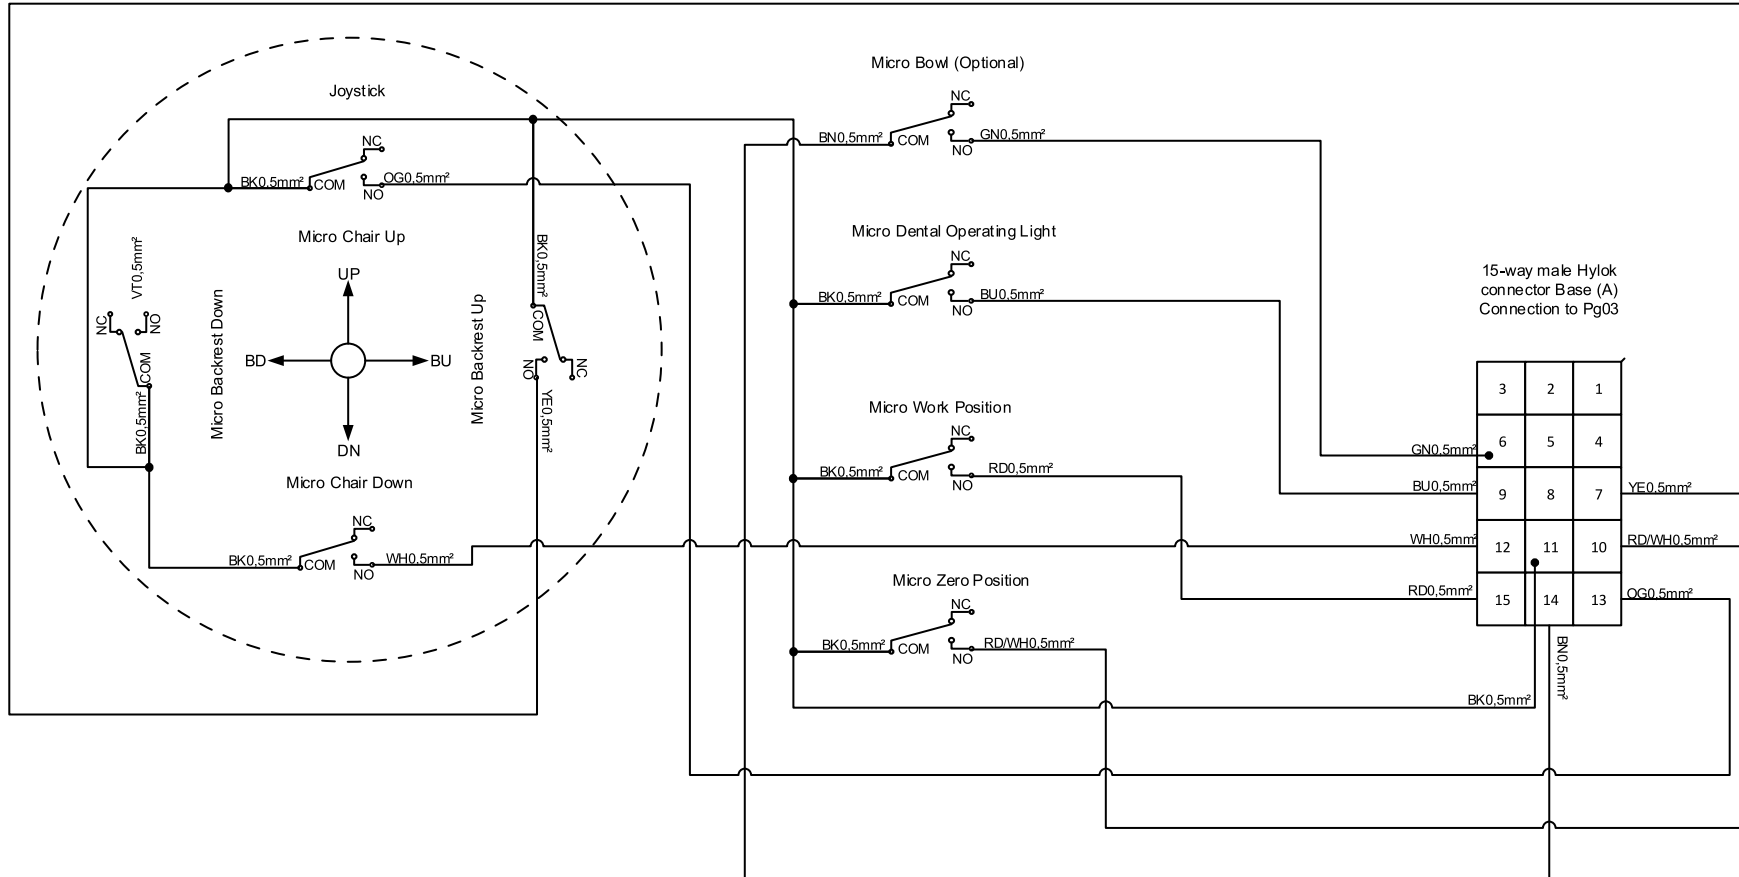 Micro Bowl (Optional)
Joystick
NC
BN0,5mm²
COM
GN0,5mm²
NO
NC
BK0,5mm²
COM
OG0,5mm²
NO
Micro Chair Up
Micro Dental Operating Light
NC
BK0,5mm²
COM
BU0,5mm²
NO
UP
BD
BU
DN
VT0,5mm²
NC
NO
COM
BK0,5mm²
Micro Backrest Down
Micro Backrest Up
BK0,5mm²
COM
NO
NC
YE0,5mm²
Micro Chair Down
NC
BK0,5mm²
COM
WH0,5mm²
NO
Micro Work Position
NC
BK0,5mm²
COM
RD0,5mm²
NO
Micro Zero Position
NC
BK0,5mm²
COM
RD/WH0,5mm²
NO
15-way male Hylok
connector Base (A)
Connection to Pg03
3 2 1
GN0,5mm² 6 5 4
BU0,5mm² 9 8 7 YE0,5mm²
WH0,5mm² 12 11 10 RD/WH0,5mm²
RD0,5mm² 15 14 13 OG0,5mm²
BK0,5mm²
BN0,5mm²